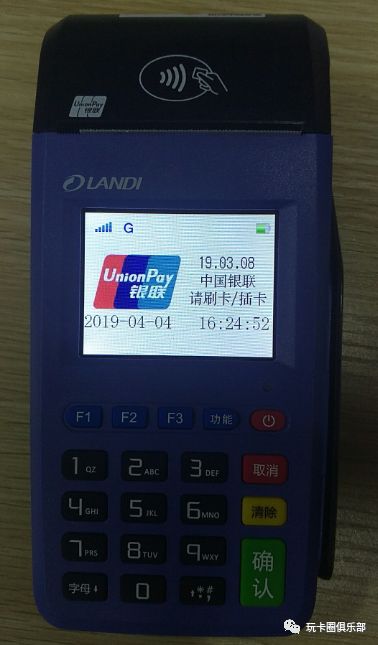 UnionPay
银联
LANDI
G
UnionPay
银联
19.03.08
中国银联
请刷卡/插卡
2019-04-04 16:24:52
F1 F2 F3 功能
1 QZ 2 ABC 3 DEF 取消
4 GHI 5 JKL 6 MNO 清除
7 PRS 8 TUV 9 WXY 确认
字母 0 .*#,
玩卡圈俱乐部